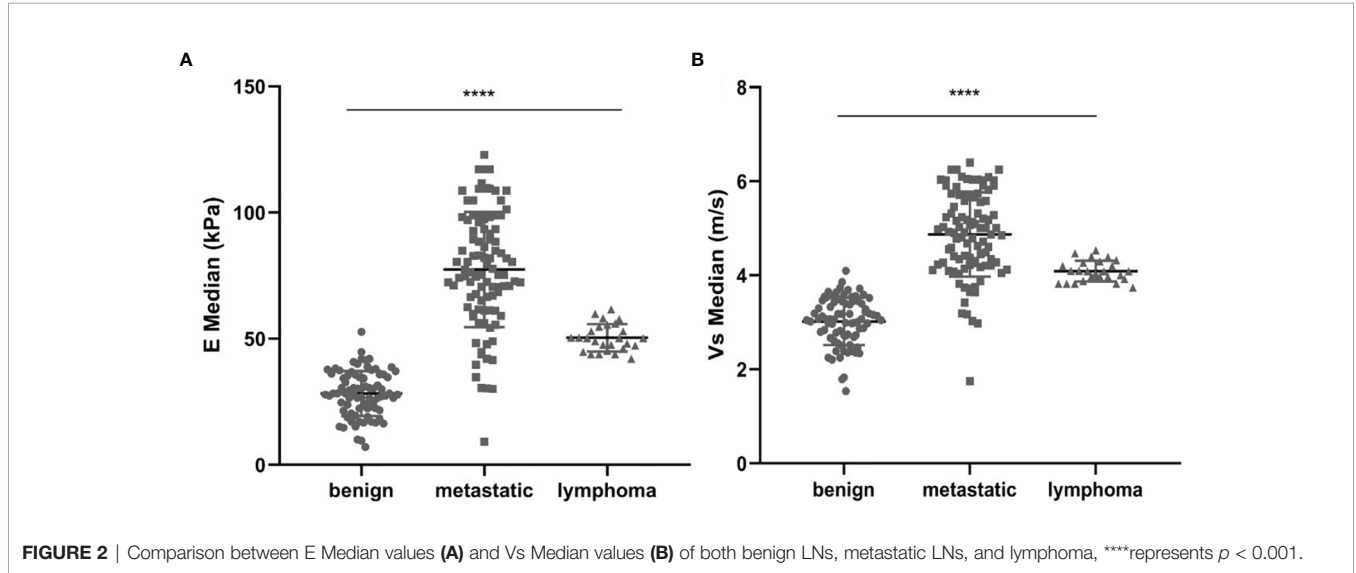 A
150
100
50
0
E Median (kPa)
****
benign
metastatic
lymphoma
B
8
6
4
2
0
Vs Median (m/s)
****
benign
metastatic
lymphoma
FIGURE 2 | Comparison between E Median values (A) and Vs Median values (B) of both benign LNs, metastatic LNs, and lymphoma, ****represents p < 0.001.